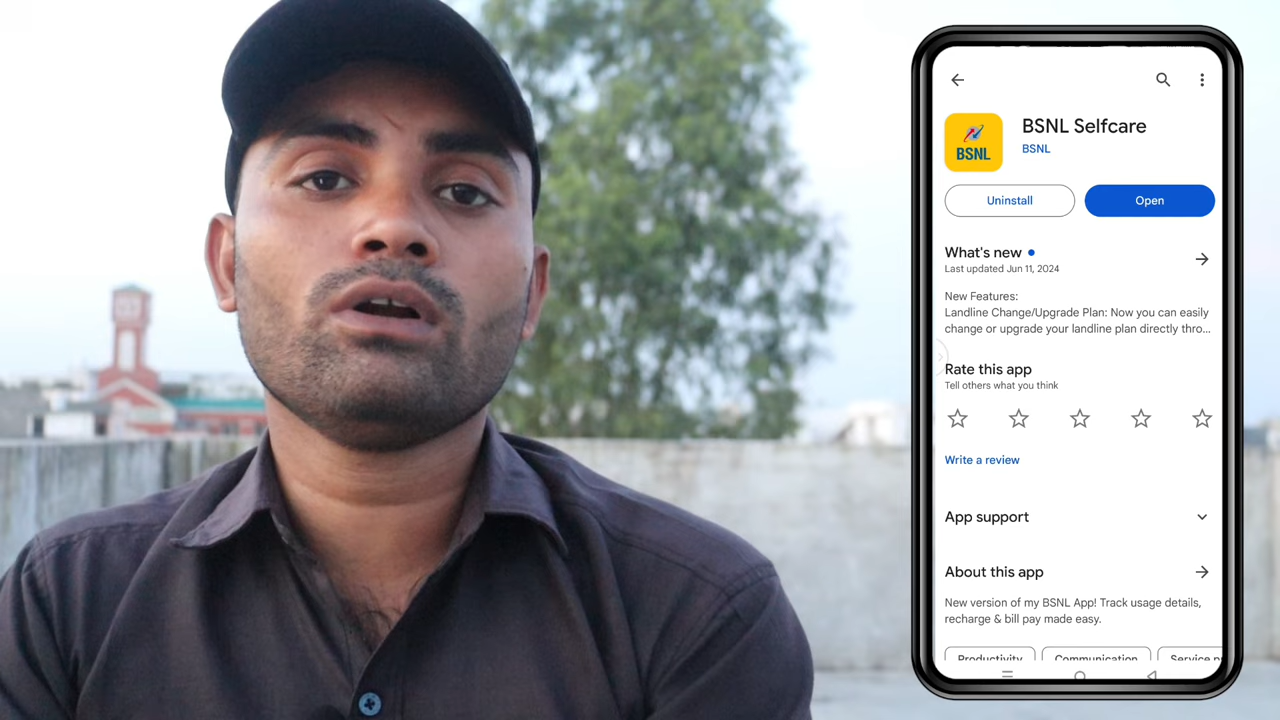 BSNL Selfcare
BSNL
BSNL
Uninstall
Open
What's new
Last updated Jun 11, 2024
New Features:
Landline Change/Upgrade Plan: Now you can easily
change or upgrade your landline plan directly thro...
Rate this app
Tell others what you think
Write a review
App support
About this app
New version of my BSNL App! Track usage details,
recharge & bill pay made easy.
Productivity
Communication
Service